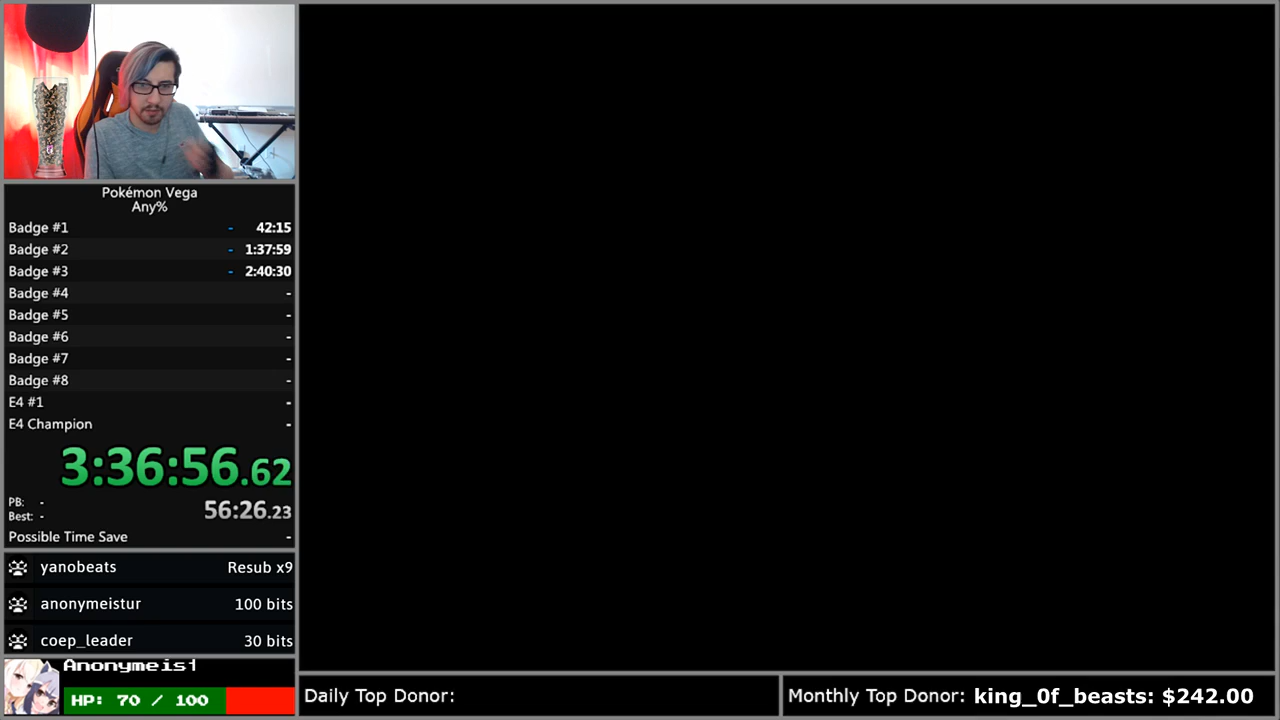 Pokémon Vega
Any%
Badge #1 - 42:15
Badge #2 - 1:37:59
Badge #3 - 2:40:30
Badge #4 -
Badge #5 -
Badge #6 -
Badge #7 -
Badge #8 -
E4 #1 -
E4 Champion -
3:36:56.62
PB: -
56:26.23
Best: -
Possible Time Save -
yanobeats Resub x9
anonymeistur 100 bits
coep_leader 30 bits
HP: 70 / 100
Daily Top Donor:
Monthly Top Donor: king_0f_beasts: $242.00